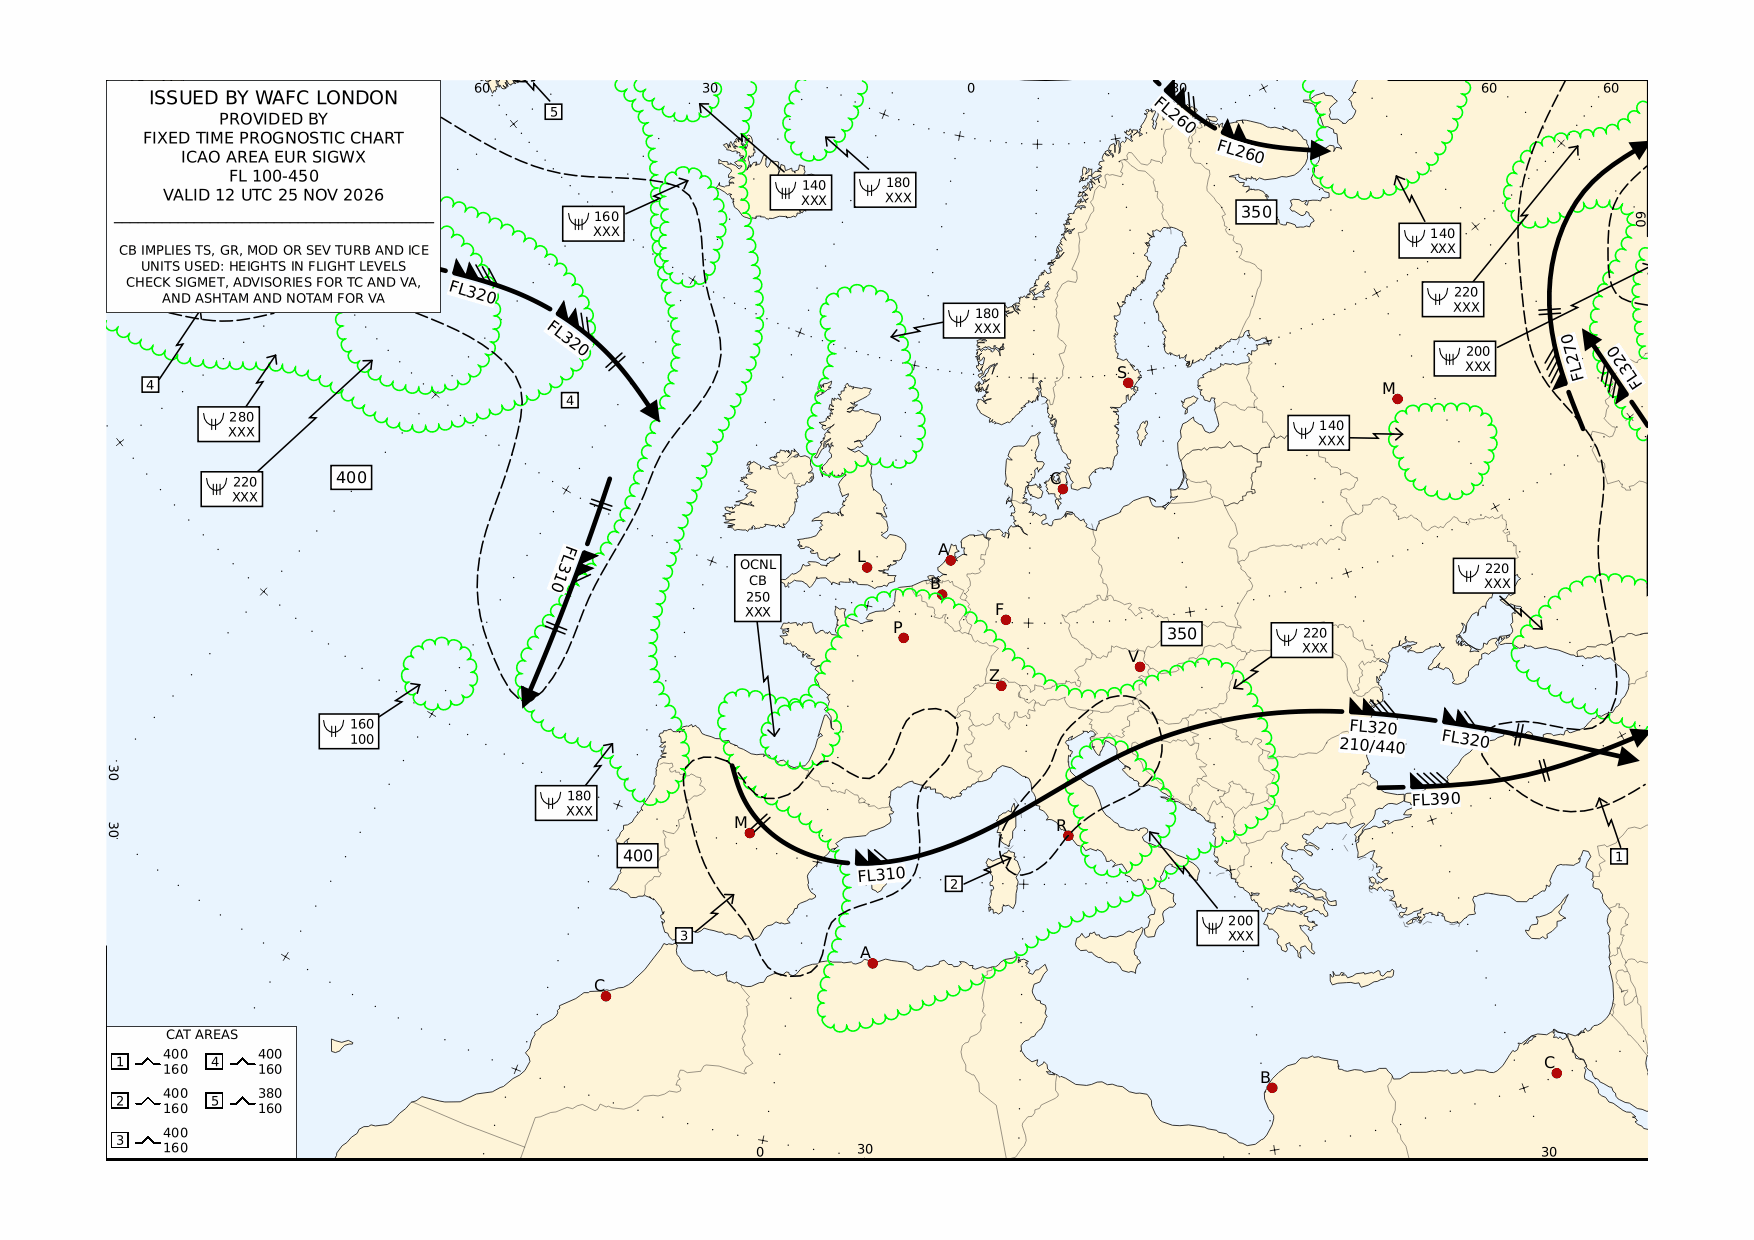 ISSUED BY WAFC LONDON
PROVIDED BY
FIXED TIME PROGNOSTIC CHART
ICAO AREA EUR SIGWX
FL 100-450
VALID 12 UTC 25 NOV 2026
CB IMPLIES TS, GR, MOD OR SEV TURB AND ICE
UNITS USED: HEIGHTS IN FLIGHT LEVELS
CHECK SIGMET, ADVISORIES FOR TC AND VA,
AND ASHTAM AND NOTAM FOR VA
60
30
0
30
60
60
5
FL260
FL260
140
XXX
180
XXX
160
XXX
350
60
140
XXX
FL320
220
XXX
FL320
180
XXX
200
XXX
FL270
FL320
4
4
S
M
280
XXX
140
XXX
400
220
XXX
C
FL310
OCNL
CB
250
XXX
L
A
B
220
XXX
F
P
350
220
XXX
V
Z
160
100
FL320
210/440
FL320
30
180
XXX
FL390
30
M
R
400
FL310
2
1
3
200
XXX
A
C
CAT AREAS
1
400
160
4
400
160
2
400
160
5
380
160
3
400
160
B
C
0
30
30